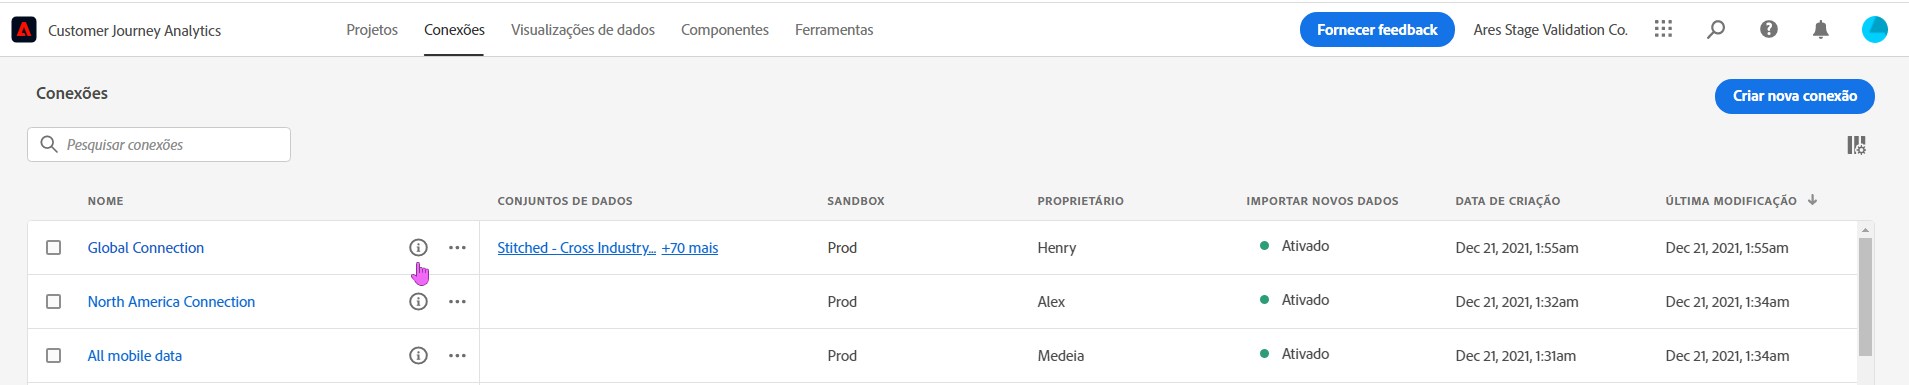 Customer Journey Analytics Projetos Conexões Visualizações de dados Componentes Ferramentas Fornecer feedback Ares Stage Validation Co.
Conexões Criar nova conexão
Pesquisar conexões
NOME CONJUNTOS DE DADOS SANDBOX PROPRIETÁRIO IMPORTAR NOVOS DADOS DATA DE CRIAÇÃO ÚLTIMA MODIFICAÇÃO
Global Connection Stitched - Cross Industry... +70 mais Prod Henry Ativado Dec 21, 2021, 1:55am Dec 21, 2021, 1:55am
North America Connection Prod Alex Ativado Dec 21, 2021, 1:32am Dec 21, 2021, 1:34am
All mobile data Prod Medeia Ativado Dec 21, 2021, 1:31am Dec 21, 2021, 1:34am